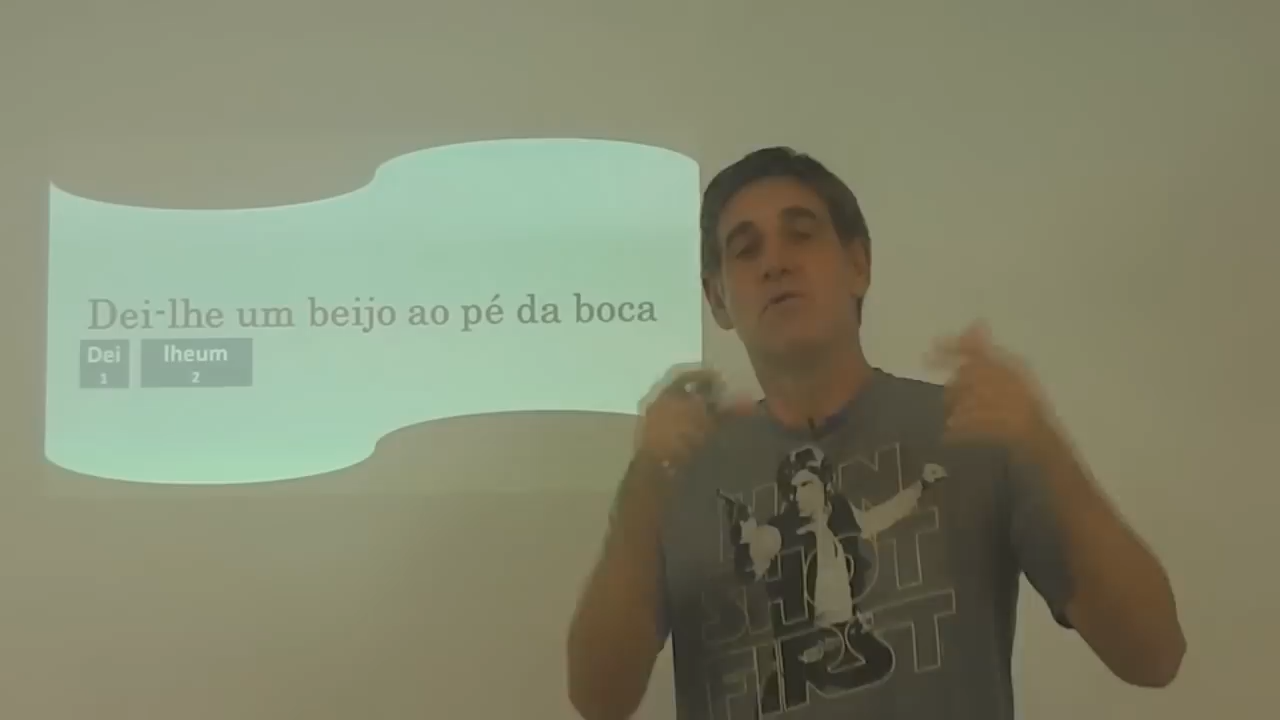 Dei-lhe um beijo ao pé da boca
Dei lheum
1 2
HAN
SHOT
FIRST